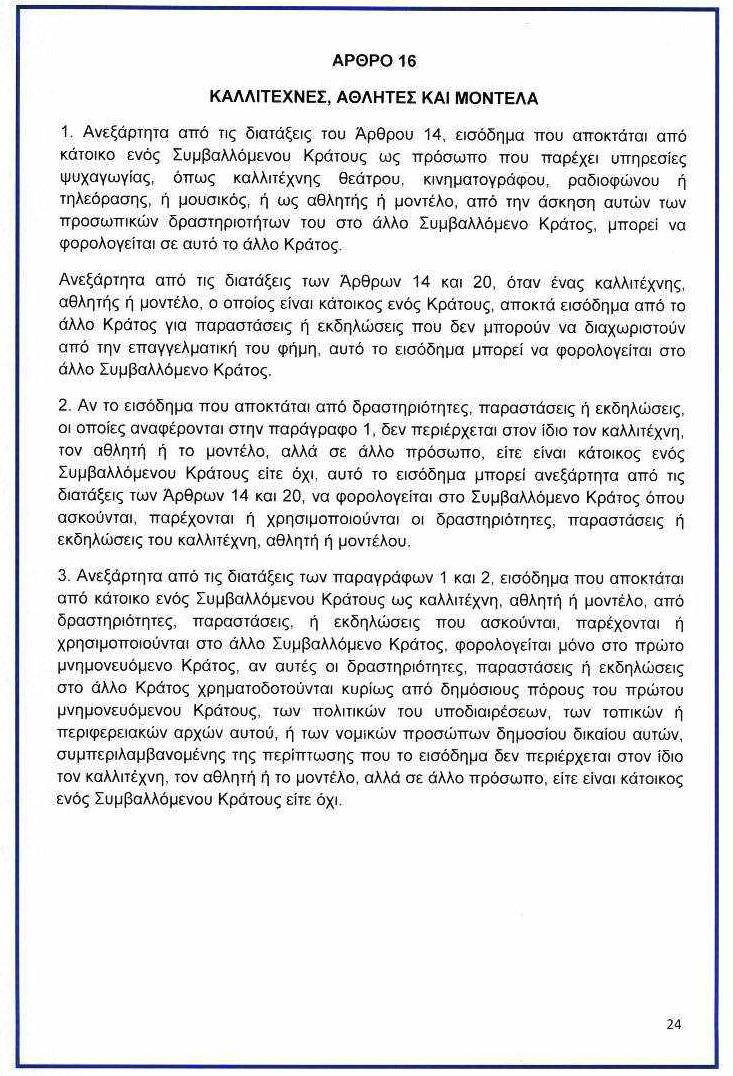 ΑΡΘΡΟ 16
ΚΑΛΛΙΤΕΧΝΕΣ, ΑΘΛΗΤΕΣ ΚΑΙ ΜΟΝΤΕΛΑ
1. Ανεξάρτητα από τις διατάξεις του Άρθρου 14, εισόδημα που αποκτάται από
κάτοικο ενός Συμβαλλόμενου Κράτους ως πρόσωπο που παρέχει υπηρεσίες
ψυχαγωγίας, όπως καλλιτέχνης θεάτρου, κινηματογράφου, ραδιοφώνου ή
τηλεόρασης, ή μουσικός, ή ως αθλητής ή μοντέλο, από την άσκηση αυτών των
προσωπικών δραστηριοτήτων του στο άλλο Συμβαλλόμενο Κράτος, μπορεί να
φορολογείται σε αυτό το άλλο Κράτος.
Ανεξάρτητα από τις διατάξεις των Άρθρων 14 και 20, όταν ένας καλλιτέχνης,
αθλητής ή μοντέλο, ο οποίος είναι κάτοικος ενός Κράτους, αποκτά εισόδημα από το
άλλο Κράτος για παραστάσεις ή εκδηλώσεις που δεν μπορούν να διαχωριστούν
από την επαγγελματική του φήμη, αυτό το εισόδημα μπορεί να φορολογείται στο
άλλο Συμβαλλόμενο Κράτος.
2. Αν το εισόδημα που αποκτάται από δραστηριότητες, παραστάσεις ή εκδηλώσεις,
οι οποίες αναφέρονται στην παράγραφο 1, δεν περιέρχεται στον ίδιο τον καλλιτέχνη,
τον αθλητή ή το μοντέλο, αλλά σε άλλο πρόσωπο, είτε είναι κάτοικος ενός
Συμβαλλόμενου Κράτους είτε όχι, αυτό το εισόδημα μπορεί ανεξάρτητα από τις
διατάξεις των Άρθρων 14 και 20, να φορολογείται στο Συμβαλλόμενο Κράτος όπου
ασκούνται, παρέχονται ή χρησιμοποιούνται οι δραστηριότητες, παραστάσεις ή
εκδηλώσεις του καλλιτέχνη, αθλητή ή μοντέλου.
3. Ανεξάρτητα από τις διατάξεις των παραγράφων 1 και 2, εισόδημα που αποκτάται
από κάτοικο ενός Συμβαλλόμενου Κράτους ως καλλιτέχνη, αθλητή ή μοντέλο, από
δραστηριότητες, παραστάσεις, ή εκδηλώσεις που ασκούνται, παρέχονται ή
χρησιμοποιούνται στο άλλο Συμβαλλόμενο Κράτος, φορολογείται μόνο στο πρώτο
μνημονευόμενο Κράτος, αν αυτές οι δραστηριότητες, παραστάσεις ή εκδηλώσεις
στο άλλο Κράτος χρηματοδοτούνται κυρίως από δημόσιους πόρους του πρώτου
μνημονευόμενου Κράτους, των πολιτικών του υποδιαιρέσεων, των τοπικών ή
περιφερειακών αρχών αυτού, ή των νομικών προσώπων δημοσίου δικαίου αυτών,
συμπεριλαμβανομένης της περίπτωσης που το εισόδημα δεν περιέρχεται στον ίδιο
τον καλλιτέχνη, τον αθλητή ή το μοντέλο, αλλά σε άλλο πρόσωπο, είτε είναι κάτοικος
ενός Συμβαλλόμενου Κράτους είτε όχι.
24